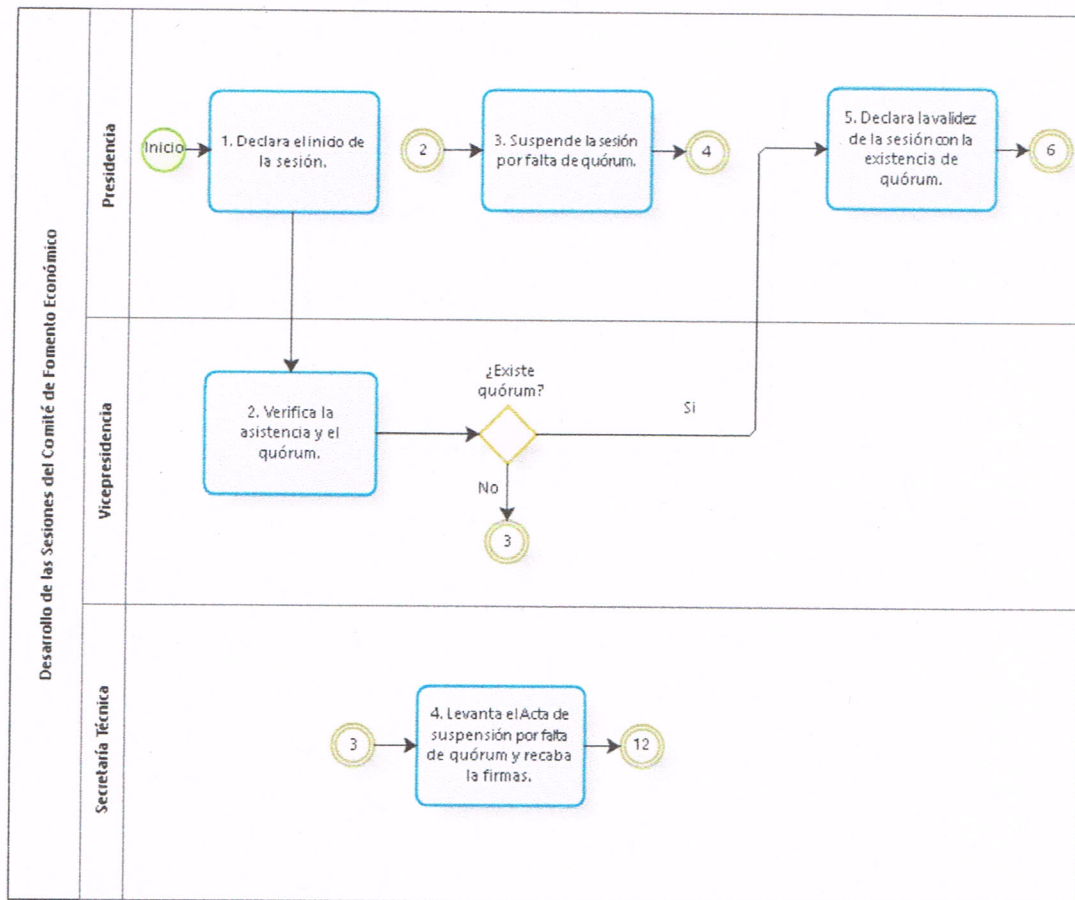 Desarrollo de las Sesiones del Comité de Fomento Económico
Presidencia
Inicio
1. Declara el inicio de
la sesión.
2
3. Suspende la sesión
por falta de quórum.
4
5. Declara la validez
de la sesión con la
existencia de
quórum.
6
Vicepresidencia
2. Verifica la
asistencia y el
quórum.
¿Existe
quórum?
Si
No
3
Secretaría Técnica
3
4. Levanta el Acta de
suspensión por falta
de quórum y recaba
la firmas.
12